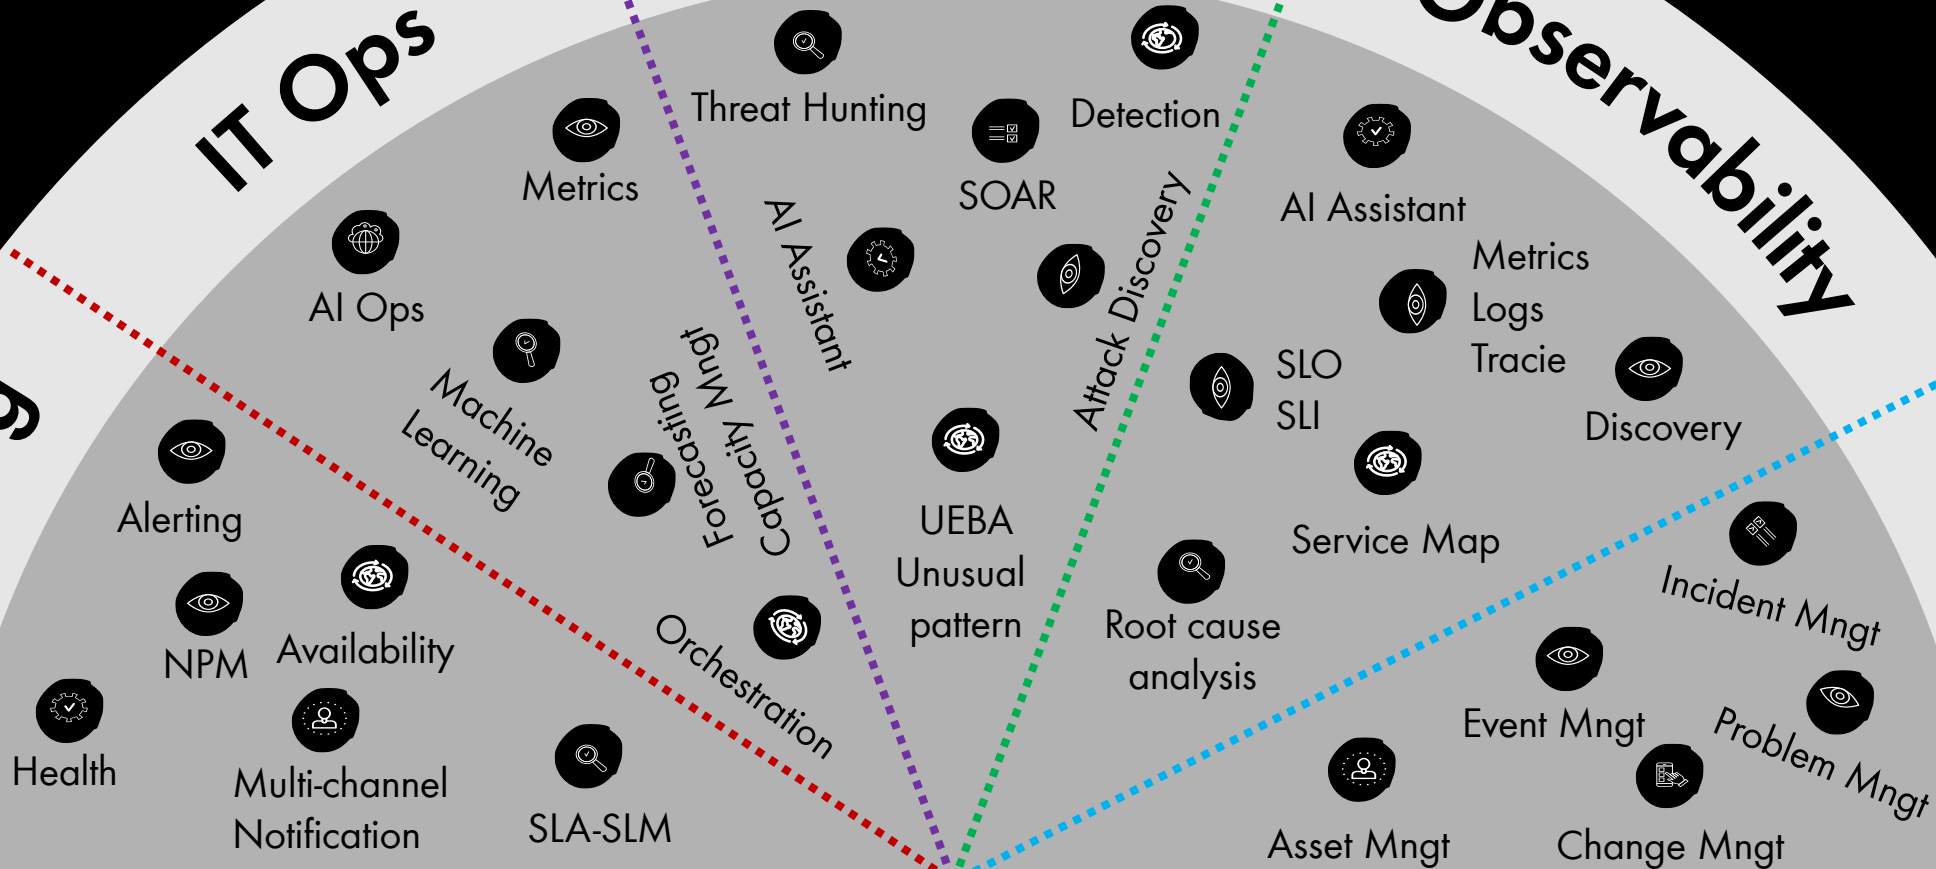 IT Ops
Observability
g
Metrics
AI Ops
Machine
Learning
Forecasting
Capacity Mngt
Orchestration
Threat Hunting
Detection
SOAR
AI Assistant
Attack Discovery
UEBA
Unusual
pattern
AI Assistant
Metrics
Logs
Tracie
SLO
SLI
Discovery
Service Map
Root cause
analysis
Alerting
NPM
Availability
Health
Multi-channel
Notification
SLA-SLM
Incident Mngt
Event Mngt
Problem Mngt
Asset Mngt
Change Mngt